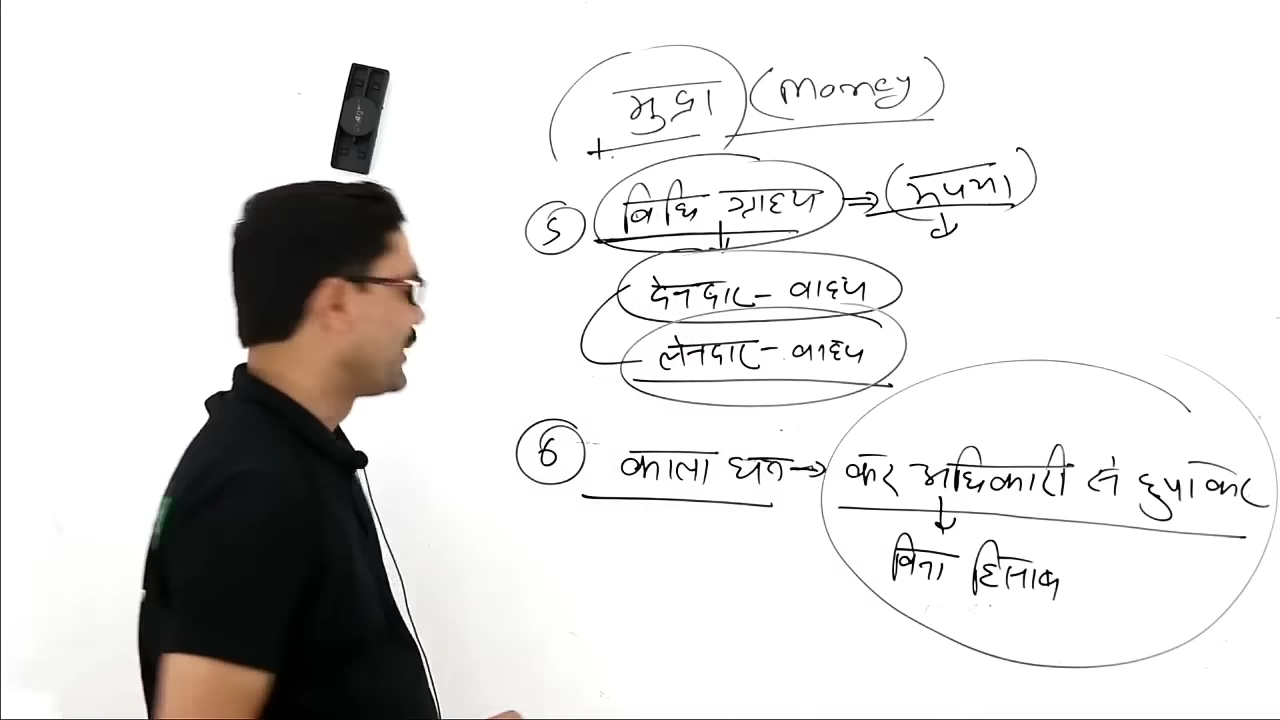 मुद्रा (Money)
5 विधि ग्राह्य ⇒ (रूपया)
देनदार - वाध्य
लेनदार - वाध्य
6 काला धन → कर अधिकारी से छुपा कर
बिना हिसाब